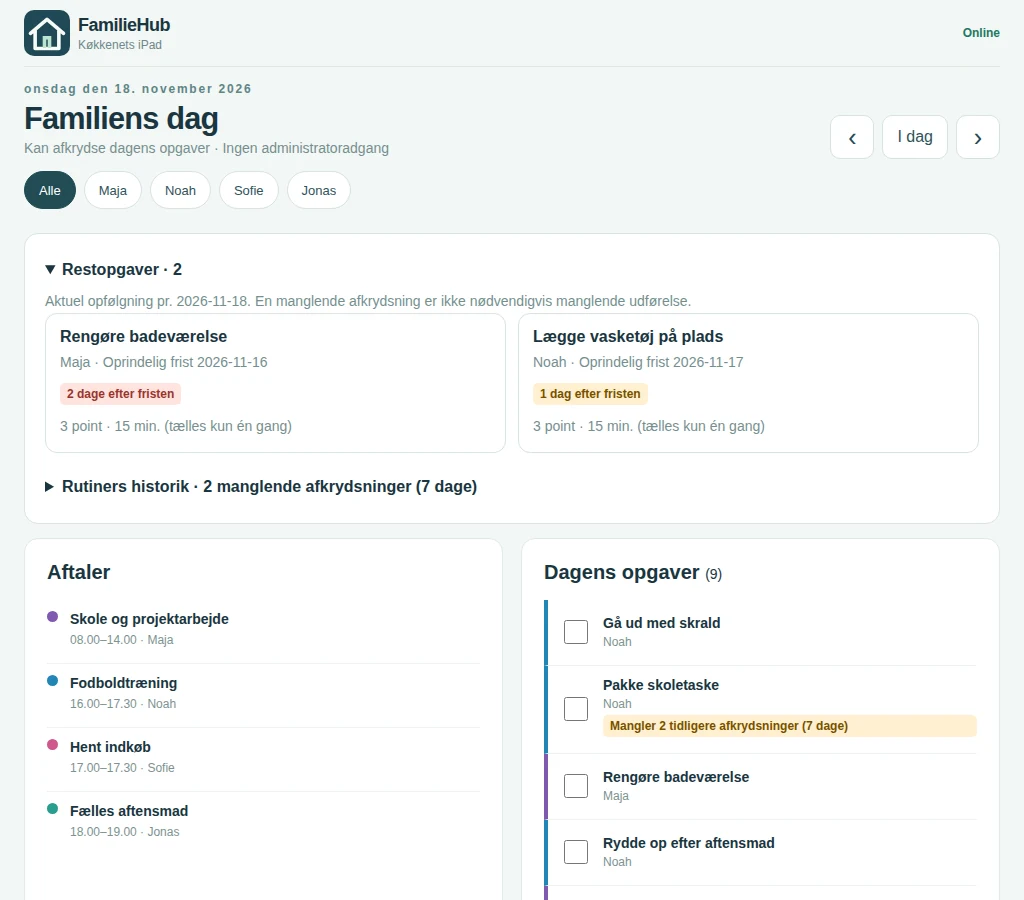 FamilieHub
Køkkenets iPad
Online
onsdag den 18. november 2026
Familiens dag
Kan afkrydse dagens opgaver · Ingen administratoradgang
‹
I dag
›
Alle
Maja
Noah
Sofie
Jonas
▼ Restopgaver · 2
Aktuel opfølgning pr. 2026-11-18. En manglende afkrydsning er ikke nødvendigvis manglende udførelse.
Rengøre badeværelse
Maja · Oprindelig frist 2026-11-16
2 dage efter fristen
3 point · 15 min. (tælles kun én gang)
Lægge vasketøj på plads
Noah · Oprindelig frist 2026-11-17
1 dag efter fristen
3 point · 15 min. (tælles kun én gang)
▶ Rutiners historik · 2 manglende afkrydsninger (7 dage)
Aftaler
Skole og projektarbejde
08.00–14.00 · Maja
Fodboldtræning
16.00–17.30 · Noah
Hent indkøb
17.00–17.30 · Sofie
Fælles aftensmad
18.00–19.00 · Jonas
Dagens opgaver (9)
Gå ud med skrald
Noah
Pakke skoletaske
Noah
Mangler 2 tidligere afkrydsninger (7 dage)
Rengøre badeværelse
Maja
Rydde op efter aftensmad
Noah